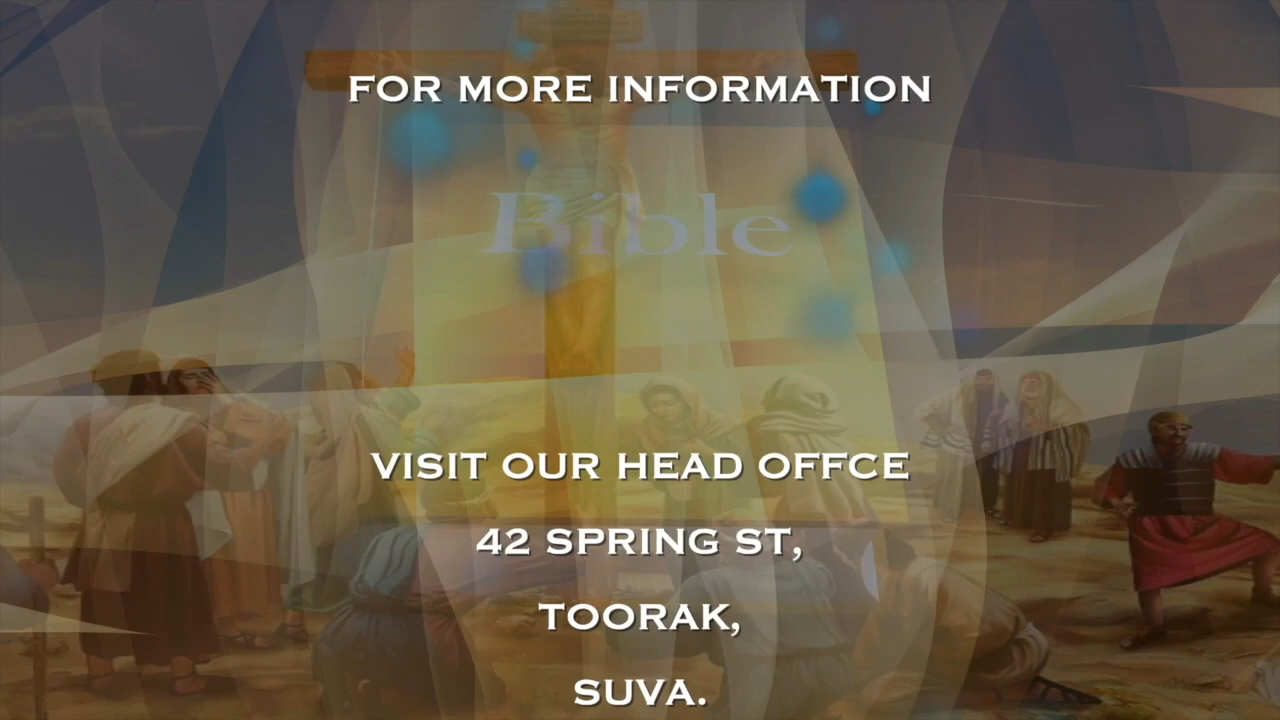 FOR MORE INFORMATION
Bible
VISIT OUR HEAD OFFCE
42 SPRING ST,
TOORAK,
SUVA.